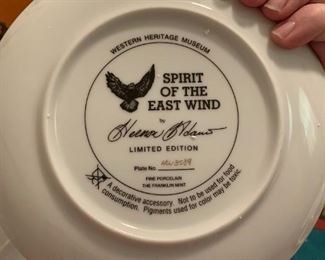 WESTERN HERITAGE MUSEUM
SPIRIT
OF THE
EAST WIND
by
LIMITED EDITION
Plate No.
FINE PORCELAIN
THE FRANKLIN MINT
A decorative accessory. Not to be used for food
consumption. Pigments used for color may be toxic.